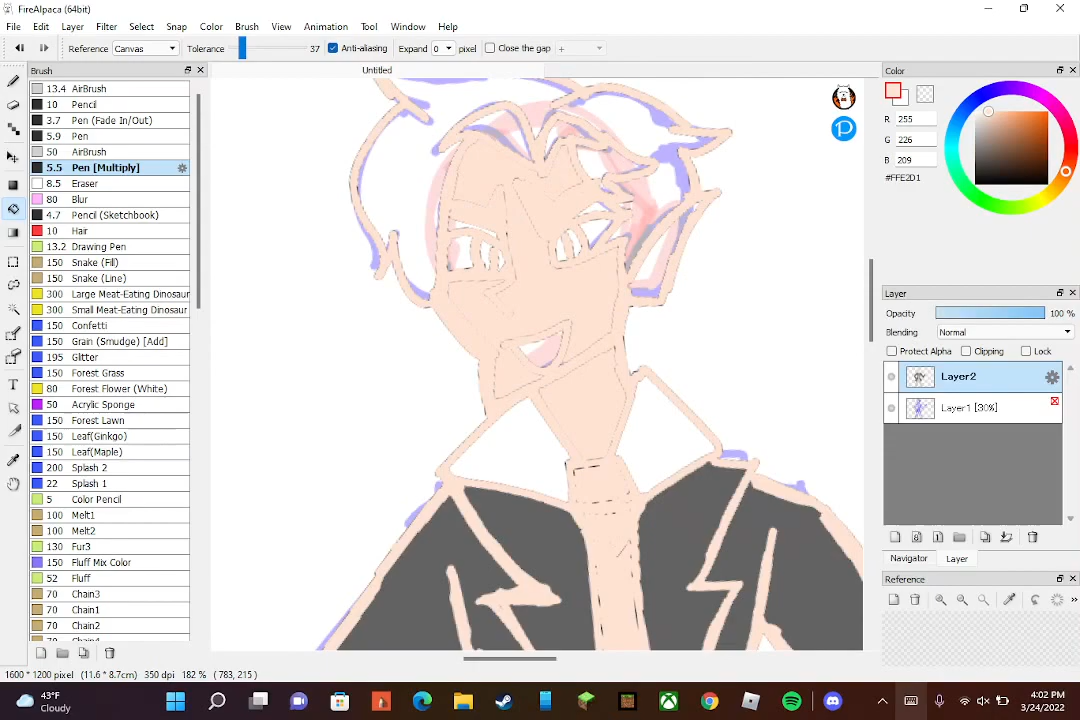 FireAlpaca (64bit)
File Edit Layer Filter Select Snap Color Brush View Animation Tool Window Help
Reference Canvas Tolerance 37 Anti-aliasing Expand 0 pixel Close the gap +
Brush
Untitled
Color
13.4 AirBrush
10 Pencil
3.7 Pen (Fade In/Out)
5.9 Pen
50 AirBrush
5.5 Pen [Multiply]
8.5 Eraser
80 Blur
4.7 Pencil (Sketchbook)
10 Hair
13.2 Drawing Pen
150 Snake (Fill)
150 Snake (Line)
300 Large Meat-Eating Dinosaur
300 Small Meat-Eating Dinosaur
150 Confetti
150 Grain (Smudge) [Add]
195 Glitter
150 Forest Grass
80 Forest Flower (White)
50 Acrylic Sponge
150 Forest Lawn
150 Leaf(Ginkgo)
150 Leaf(Maple)
200 Splash 2
22 Splash 1
5 Color Pencil
100 Melt1
100 Melt2
130 Fur3
150 Fluff Mix Color
52 Fluff
70 Chain3
70 Chain1
70 Chain2
70 Chain4
R 255
G 226
B 209
#FFE2D1
Layer
Opacity 100 %
Blending Normal
Protect Alpha Clipping Lock
Layer2
Layer1 [30%]
8 1
Navigator Layer
Reference
1600 * 1200 pixel (11.6 * 8.7cm) 350 dpi 182 % ( 783, 215 )
43°F
Cloudy
4:02 PM
3/24/2022